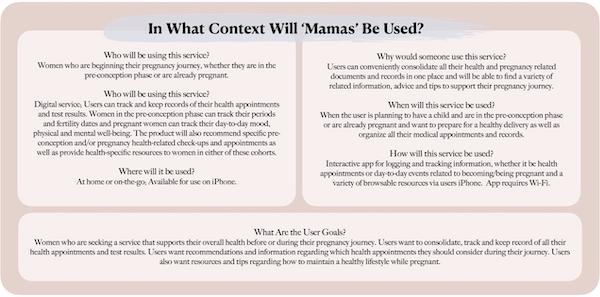 In What Context Will ‘Mamas’ Be Used?
Who will be using this service?
Women who are beginning their pregnancy journey, whether they are in the
pre-conception phase or are already pregnant.
Who will be using this service?
Digital service; Users can track and keep records of their health appointments
and test results. Women in the pre-conception phase can track their periods
and fertility dates and pregnant women can track their day-to-day mood,
physical and mental well-being. The product will also recommend specific pre-
conception and/or pregnancy health-related check-ups and appointments as
well as provide health-specific resources to women in either of these cohorts.
Where will it be used?
At home or on-the-go; Available for use on iPhone.
Why would someone use this service?
Users can conveniently consolidate all their health and pregnancy related
documents and records in one place and will be able to find a variety of
related information, advice and tips to support their pregnancy journey.
When will this service be used?
When the user is planning to have a child and are in the pre-conception phase
or are already pregnant and want to prepare for a healthy delivery as well as
organize all their medical appointments and records.
How will this service be used?
Interactive app for logging and tracking information, whether it be health
appointments or day-to-day events related to becoming/being pregnant and a
variety of browsable resources via users iPhone. App requires Wi-Fi.
What Are the User Goals?
Women who are seeking a service that supports their overall health before or during their pregnancy journey. Users want to consolidate, track and keep record of all their
health appointments and test results. Users want recommendations and information regarding which health appointments they should consider during their journey. Users
also want resources and tips regarding how to maintain a healthy lifestyle while pregnant.